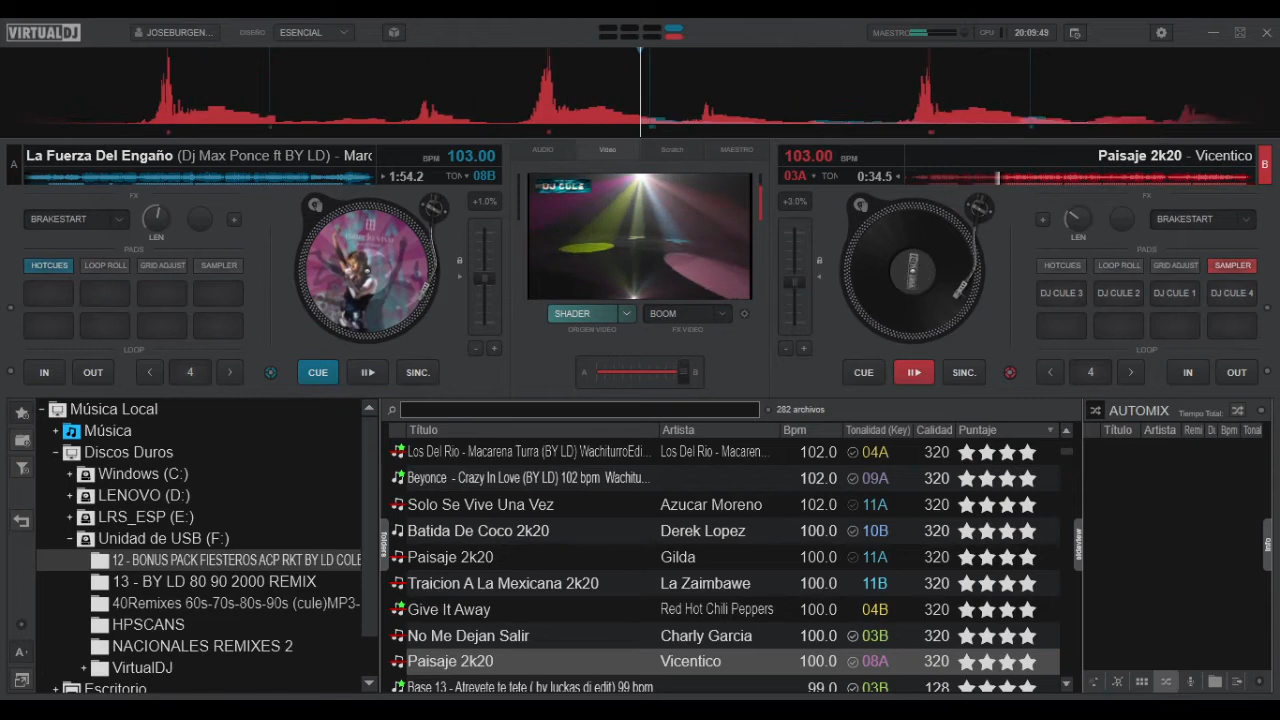 VIRTUALDJ
JOSEBURGEN...
DISEÑO
ESENCIAL
MAESTRO
CPU
20:09:49
A
La Fuerza Del Engaño (Dj Max Ponce ft BY LD) - Marc
BPM 103.00
1:54.2 TON 08B
AUDIO Video Scratch MAESTRO
103.00 BPM
Paisaje 2k20 - Vicentico
B
03A TON 0:34.5
DJ CULE
FX
BRAKESTART
LEN
+1.0%
PADS
HOTCUES LOOP ROLL GRID ADJUST SAMPLER
LOOP
IN OUT 4
CUE SINC.
SHADER BOOM
ORIGEN VIDEO FX VIDEO
A B
+3.0%
FX
LEN
BRAKESTART
PADS
HOTCUES LOOP ROLL GRID ADJUST SAMPLER
DJ CULE 3 DJ CULE 2 DJ CULE 1 DJ CULE 4
LOOP
CUE SINC.
4 IN OUT
Música Local
Música
Discos Duros
Windows (C:)
LENOVO (D:)
LRS_ESP (E:)
Unidad de USB (F:)
12 - BONUS PACK FIESTEROS ACP RKT BY LD COLE
13 - BY LD 80 90 2000 REMIX
40Remixes 60s-70s-80s-90s (cule)MP3-
HPSCANS
NACIONALES REMIXES 2
VirtualDJ
Escritorio
folders
282 archivos
Título Artista Bpm Tonalidad (Key) Calidad Puntaje
Los Del Rio - Macarena Turra (BY LD) WachiturroEdi... Los Del Rio - Macaren... 102.0 04A 320
Beyonce - Crazy In Love (BY LD) 102 bpm Wachitu... 102.0 09A 320
Solo Se Vive Una Vez Azucar Moreno 102.0 11A 320
Batida De Coco 2k20 Derek Lopez 100.0 10B 320
Paisaje 2k20 Gilda 100.0 11A 320
Traicion A La Mexicana 2k20 La Zaimbawe 100.0 11B 320
Give It Away Red Hot Chili Peppers 100.0 04B 320
No Me Dejan Salir Charly Garcia 100.0 03B 320
Paisaje 2k20 Vicentico 100.0 08A 320
Base 13 - Atrevete te tete ( by luckas dj edit) 99 bpm 99.0 03B 128
sideview
AUTOMIX Tiempo Total:
Título Artista Remi Du Bpm Tonal
Info
A